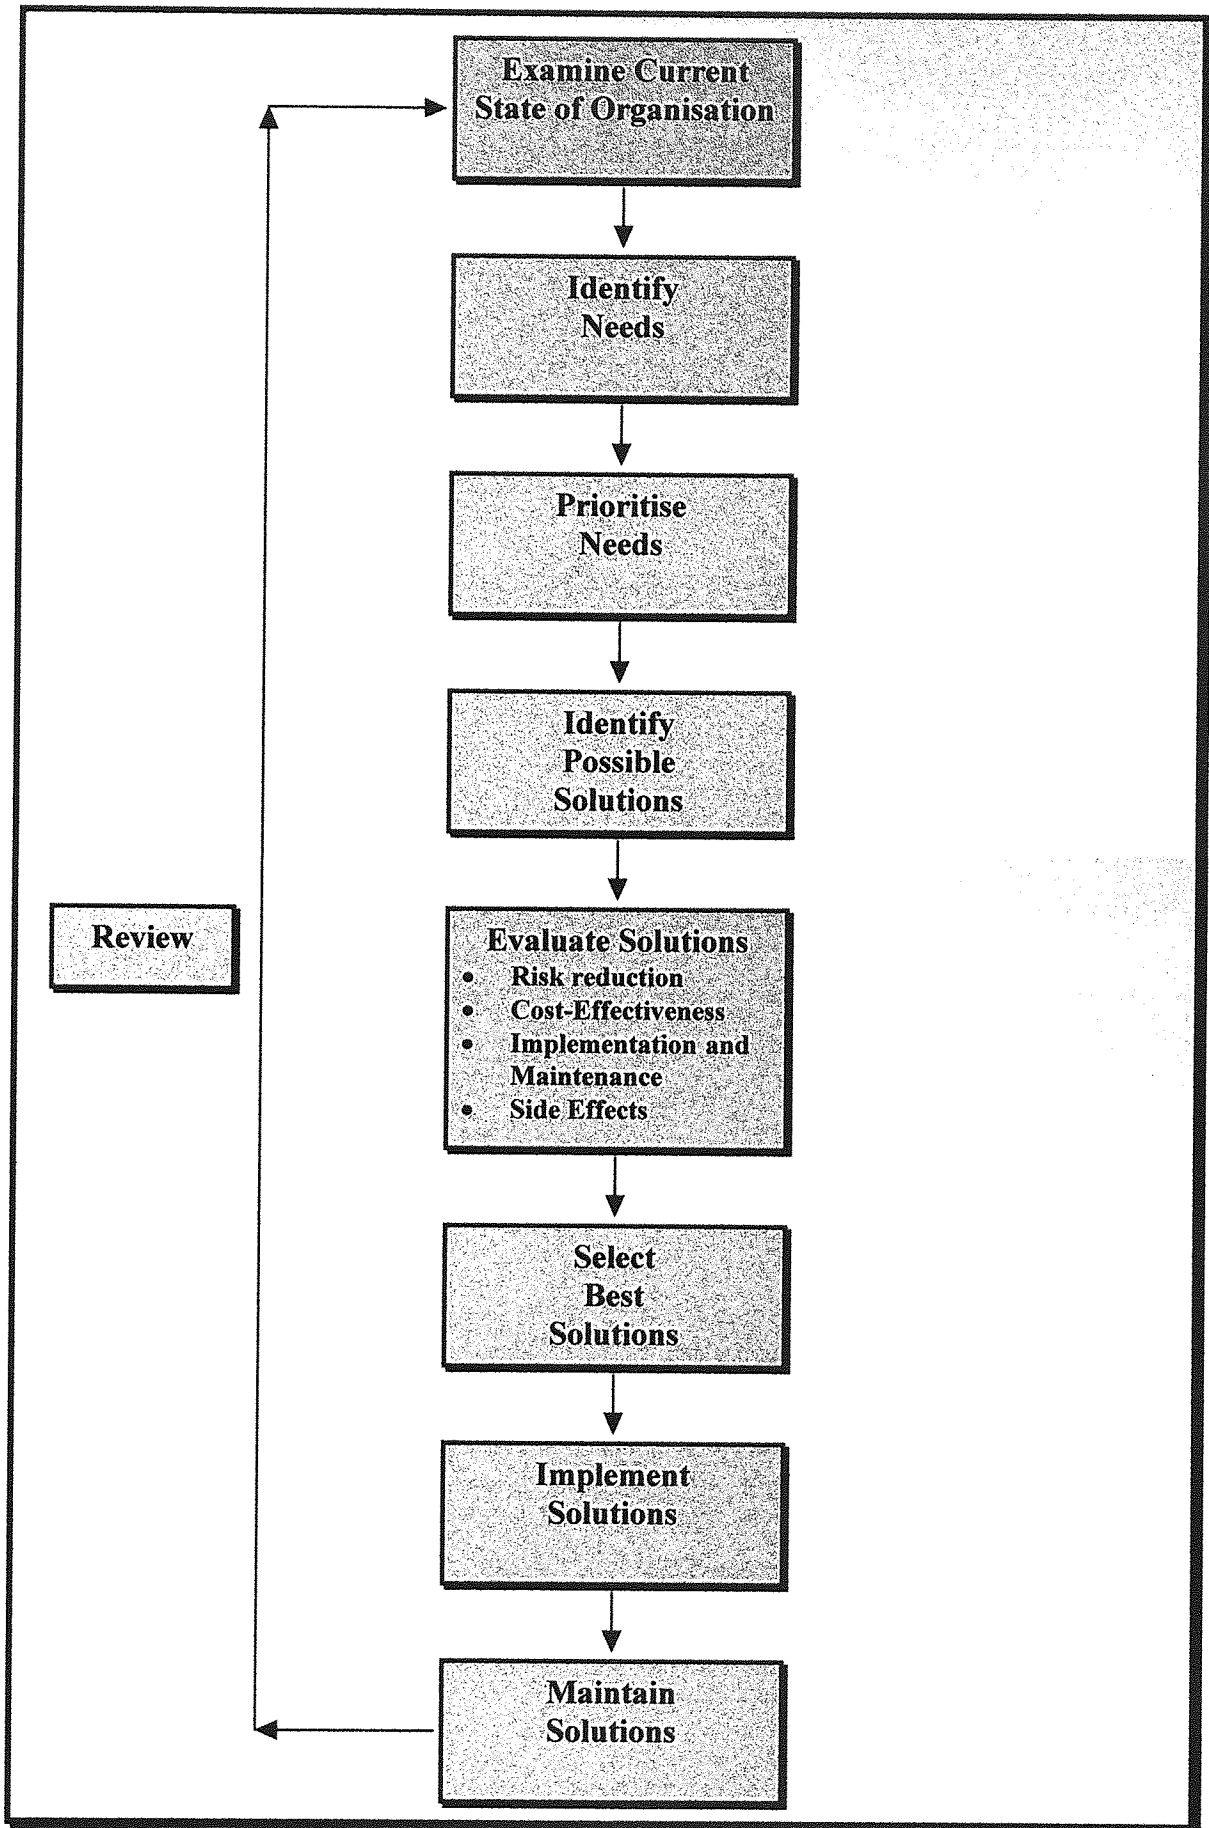 Examine Current
State of Organisation
Identify
Needs
Prioritise
Needs
Identify
Possible
Solutions
Review
Evaluate Solutions
• Risk reduction
• Cost-Effectiveness
• Implementation and
Maintenance
• Side Effects
Select
Best
Solutions
Implement
Solutions
Maintain
Solutions